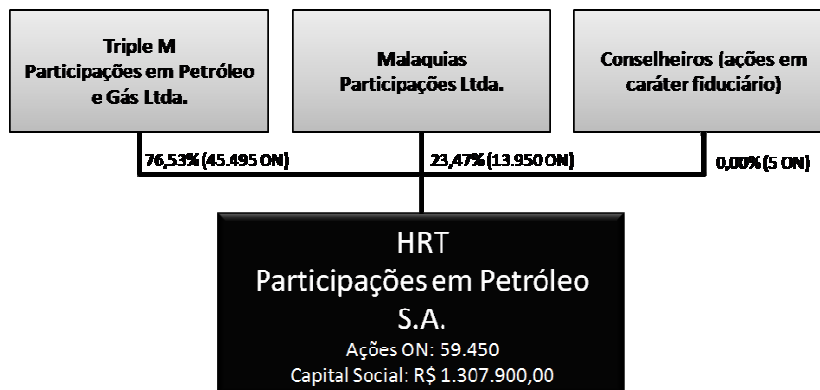 Triple M
Participações em Petróleo
e Gás Ltda.
Malaquias
Participações Ltda.
Conselheiros (ações em
caráter fiduciário)
76,53% (45.495 ON)
23,47% (13.950 ON)
0,00% (5 ON)
HRT
Participações em Petróleo
S.A.
Ações ON: 59.450
Capital Social: R$ 1.307.900,00